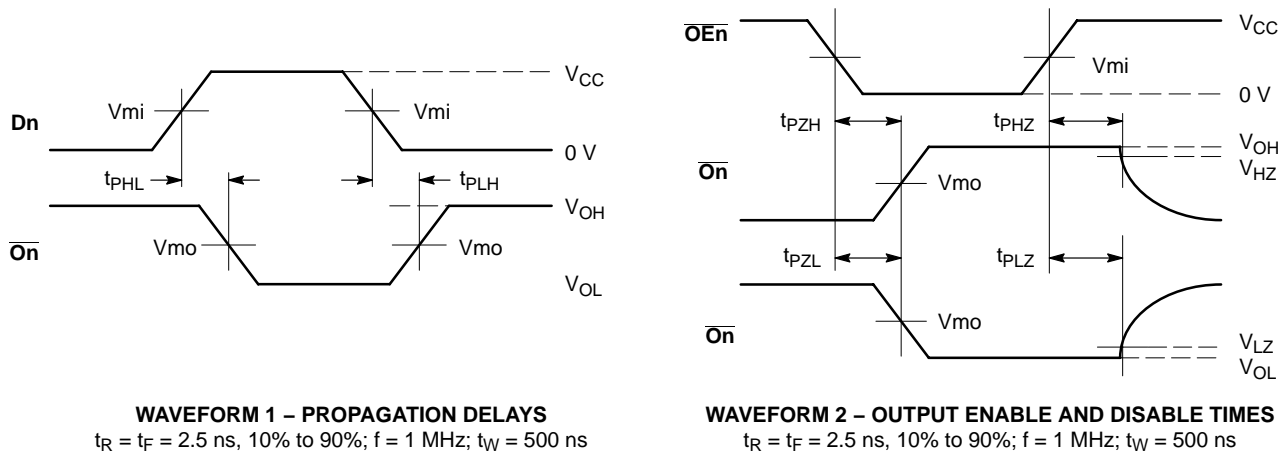 Dn
Vmi
Vmi
VCC
0 V
tPHL
tPLH
On
Vmo
Vmo
VOH
VOL
WAVEFORM 1 – PROPAGATION DELAYS
tR = tF = 2.5 ns, 10% to 90%; f = 1 MHz; tW = 500 ns
OEn
VCC
Vmi
0 V
tPZH
tPHZ
On
Vmo
VOH
VHZ
tPZL
tPLZ
On
Vmo
VLZ
VOL
WAVEFORM 2 – OUTPUT ENABLE AND DISABLE TIMES
tR = tF = 2.5 ns, 10% to 90%; f = 1 MHz; tW = 500 ns